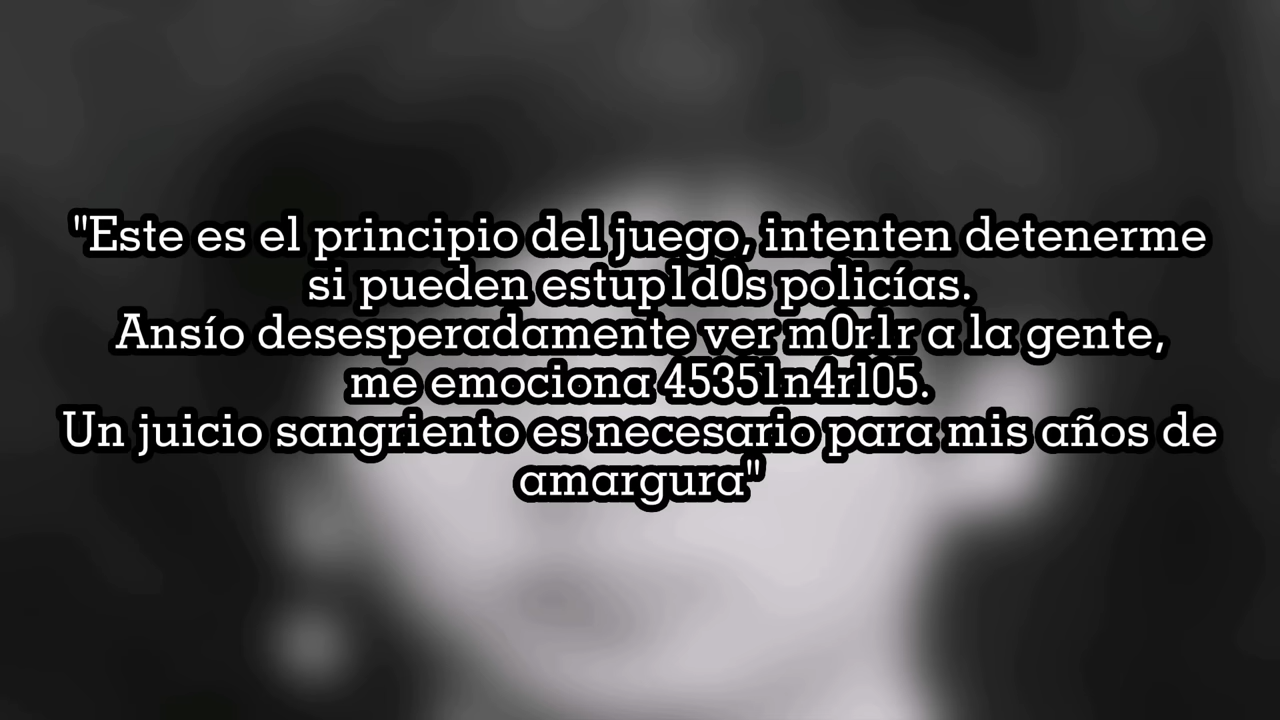 "Este es el principio del juego, intenten detenerme
si pueden estup1d0s policías.
Ansío desesperadamente ver m0r1r a la gente,
me emociona 45351n4rl05.
Un juicio sangriento es necesario para mis años de
amargura"